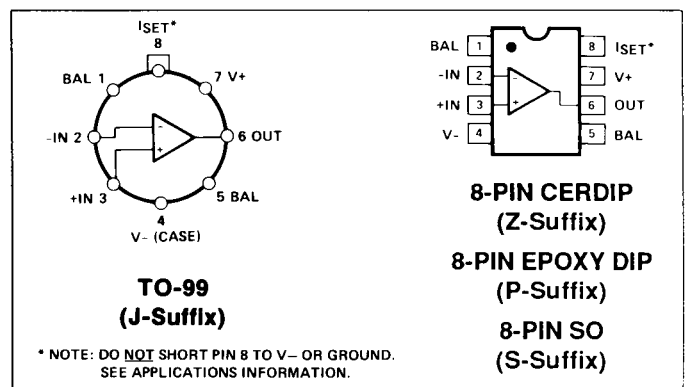 ISET*
8
BAL 1
7 V+
-IN 2
6 OUT
+IN 3
5 BAL
4
V- (CASE)
TO-99
(J-Suffix)
* NOTE: DO NOT SHORT PIN 8 TO V- OR GROUND.
SEE APPLICATIONS INFORMATION.
BAL 1 8 ISET*
-IN 2 7 V+
+IN 3 6 OUT
V- 4 5 BAL
8-PIN CERDIP
(Z-Suffix)
8-PIN EPOXY DIP
(P-Suffix)
8-PIN SO
(S-Suffix)